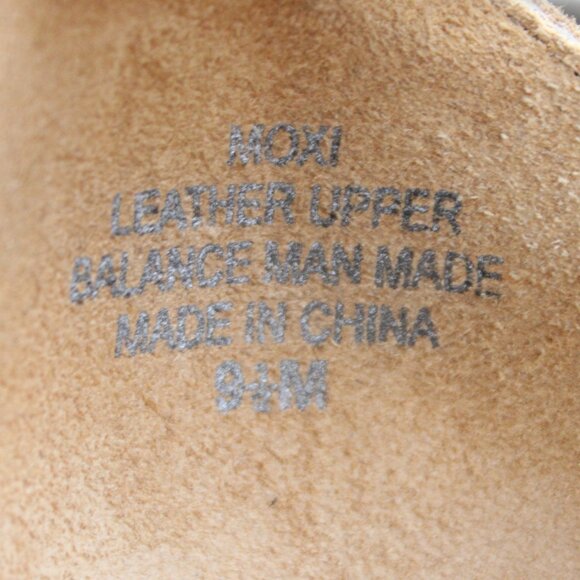 MOXI
LEATHER UPPER
BALANCE MAN MADE
MADE IN CHINA
9½M